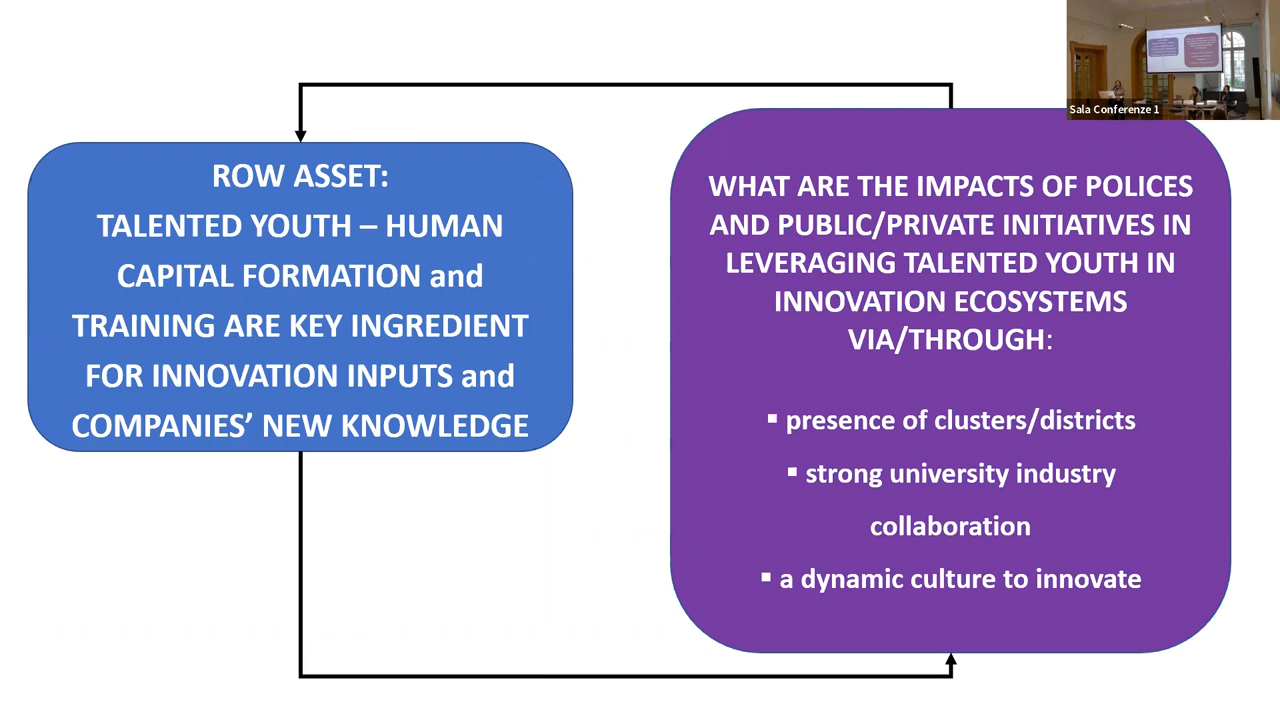 Sala Conferenze 1
ROW ASSET:
TALENTED YOUTH – HUMAN
CAPITAL FORMATION and
TRAINING ARE KEY INGREDIENT
FOR INNOVATION INPUTS and
COMPANIES’ NEW KNOWLEDGE
WHAT ARE THE IMPACTS OF POLICES
AND PUBLIC/PRIVATE INITIATIVES IN
LEVERAGING TALENTED YOUTH IN
INNOVATION ECOSYSTEMS
VIA/THROUGH:
▪ presence of clusters/districts
▪ strong university industry
collaboration
▪ a dynamic culture to innovate